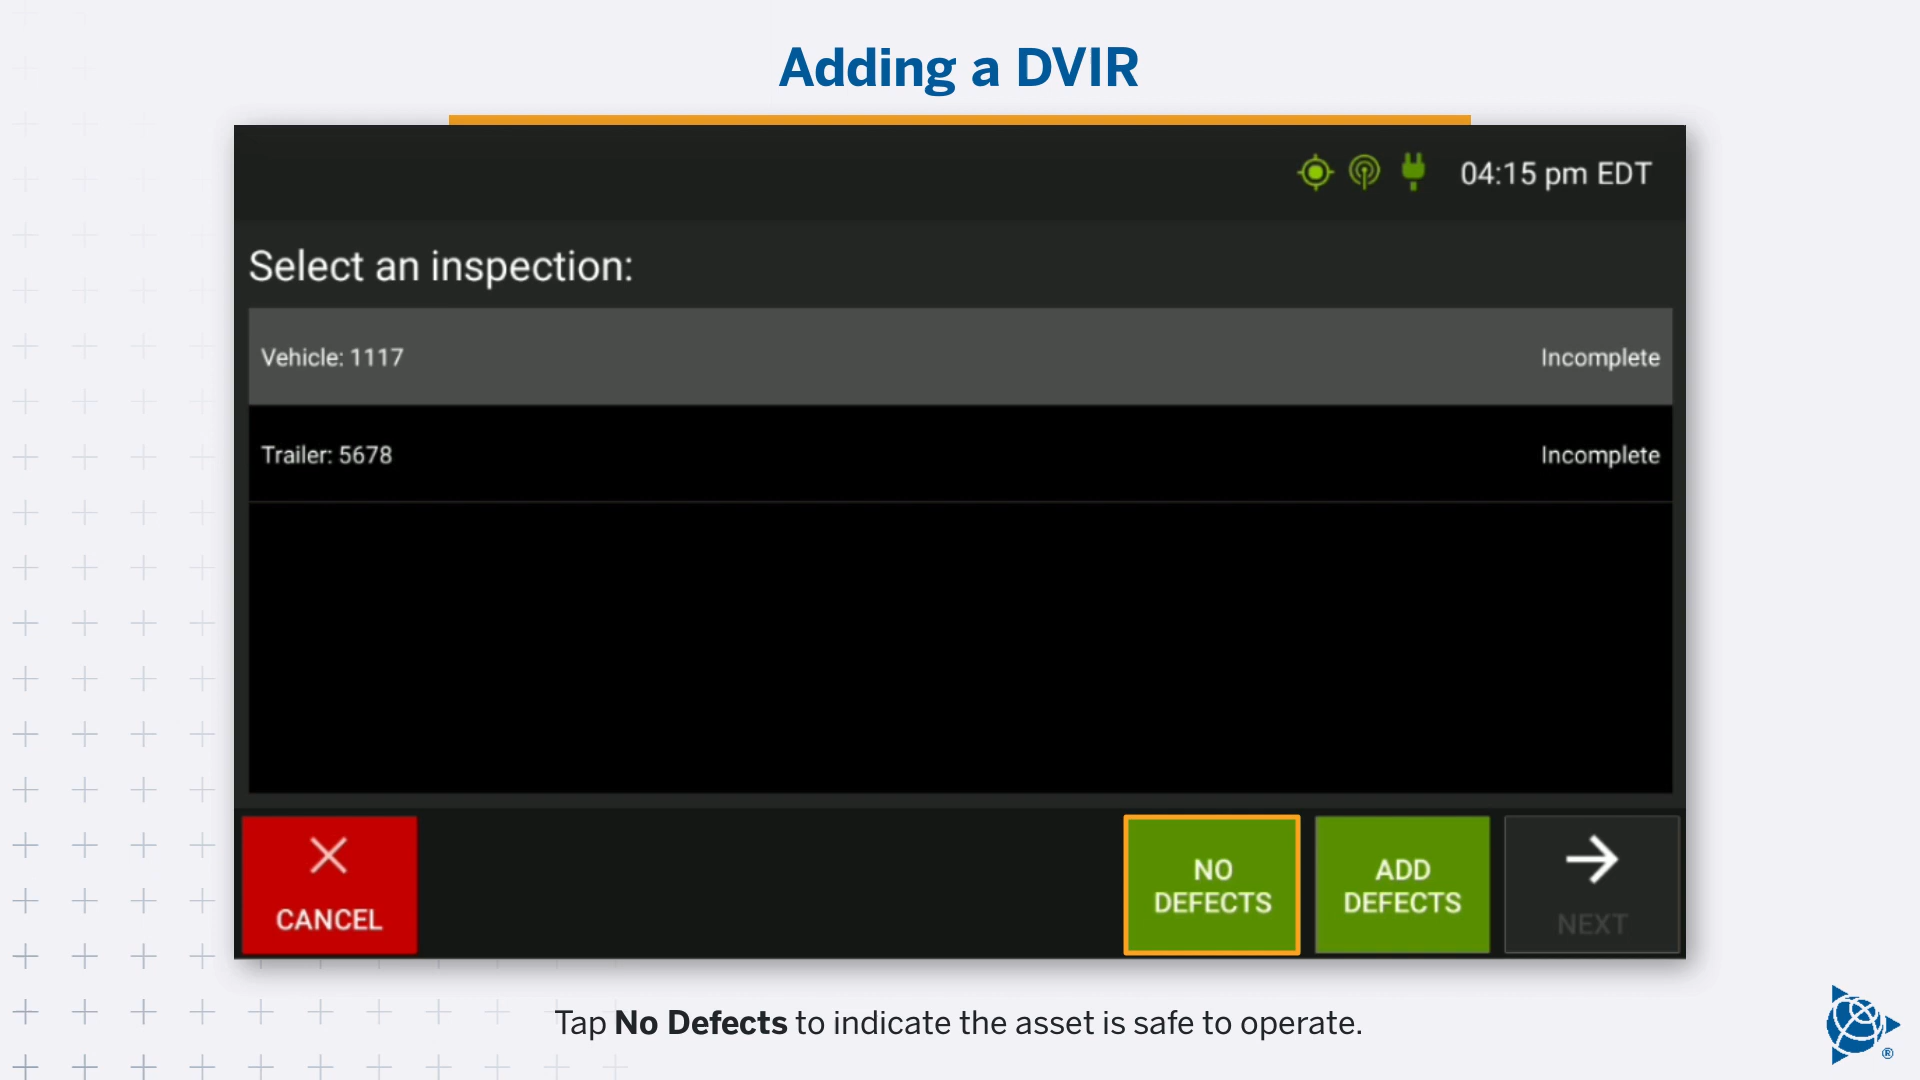 Adding a DVIR
04:15 pm EDT
Select an inspection:
Vehicle: 1117 Incomplete
Trailer: 5678 Incomplete
CANCEL
NO
DEFECTS
ADD
DEFECTS
NEXT
Tap No Defects to indicate the asset is safe to operate.
®